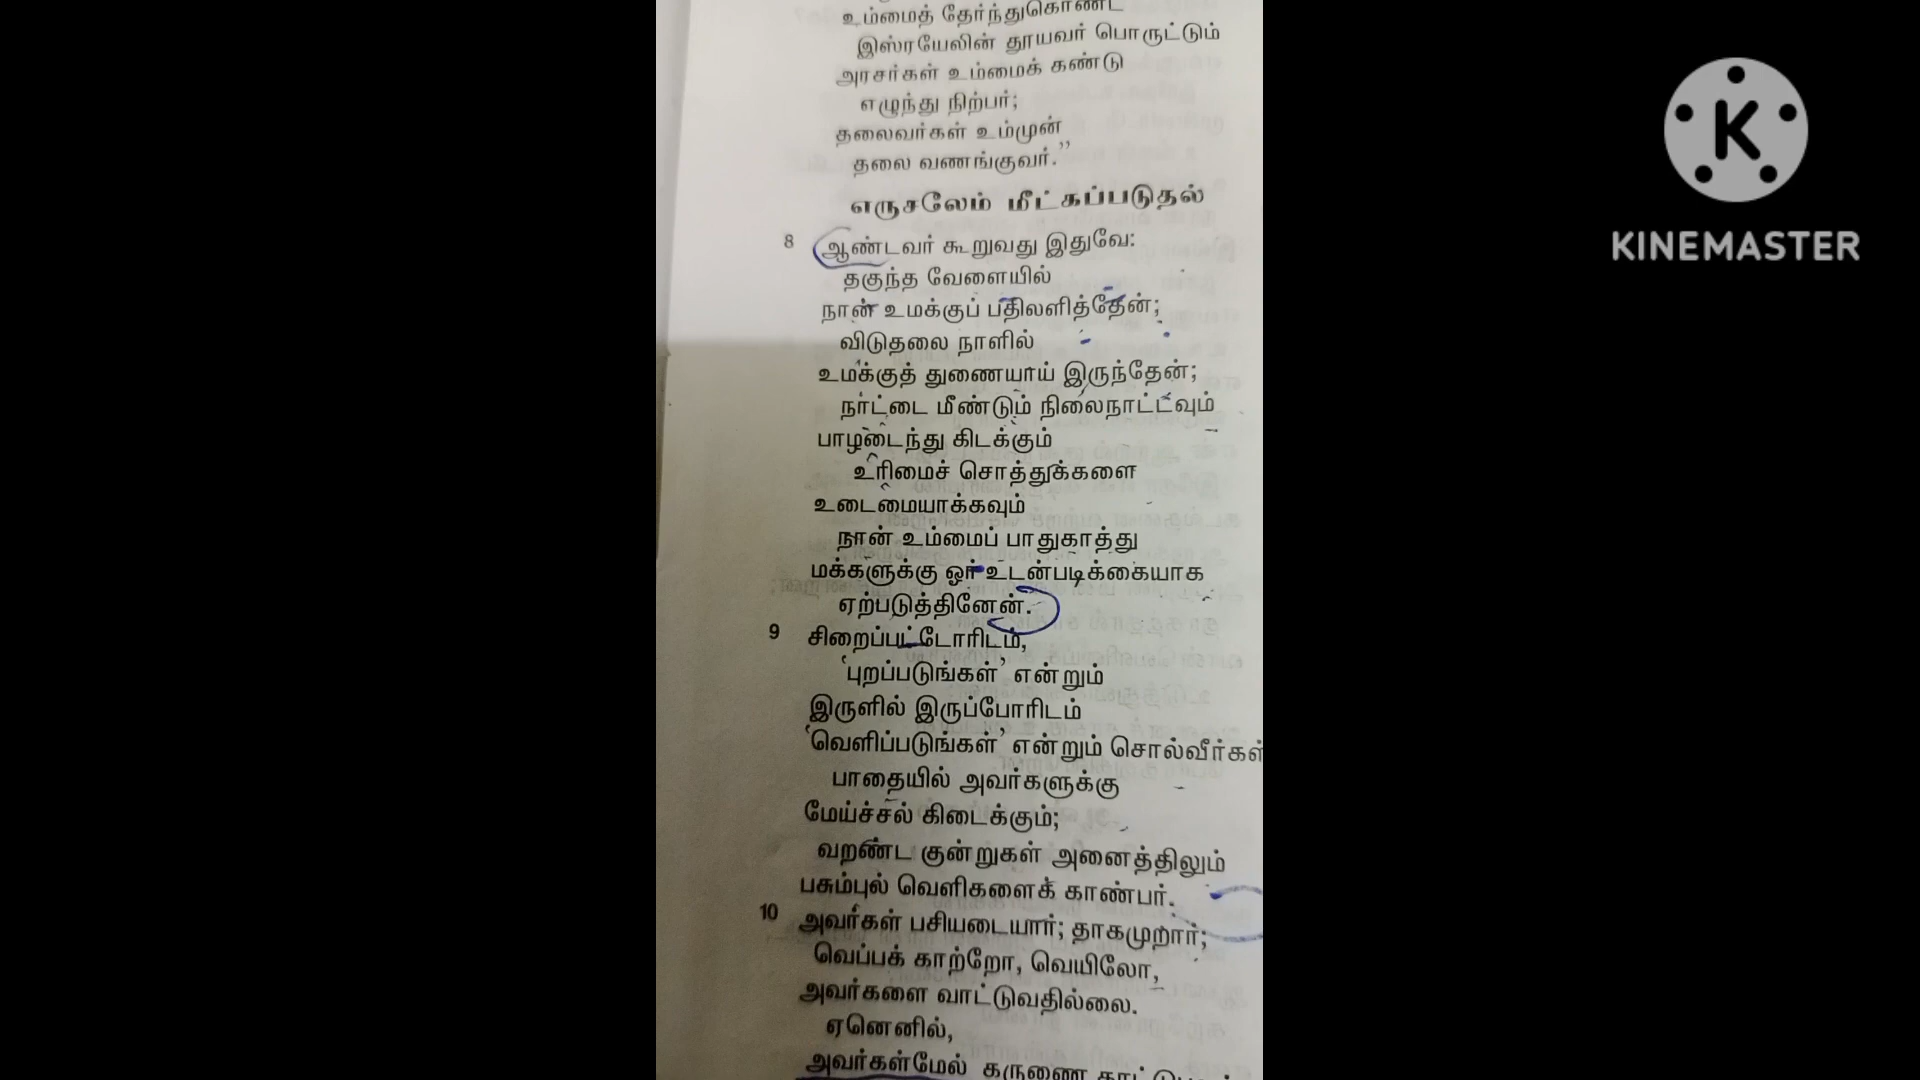 உம்மைத் தேர்ந்துகொண்ட
இஸ்ரயேலின் தூயவர் பொருட்டும்
அரசர்கள் உம்மைக் கண்டு
எழுந்து நிற்பர்;
தலைவர்கள் உம்முன்
தலை வணங்குவர்.”
எருசலேம் மீட்கப்படுதல்
8 ஆண்டவர் கூறுவது இதுவே:
தகுந்த வேளையில்
நான் உமக்குப் பதிலளித்தேன்;
விடுதலை நாளில்
உமக்குத் துணையாய் இருந்தேன்;
நாட்டை மீண்டும் நிலைநாட்டவும்
பாழடைந்து கிடக்கும்
உரிமைச் சொத்துக்களை
உடைமையாக்கவும்
நான் உம்மைப் பாதுகாத்து
மக்களுக்கு ஓர் உடன்படிக்கையாக
ஏற்படுத்தினேன்.
9 சிறைப்பட்டோரிடம்,
‘புறப்படுங்கள்’ என்றும்
இருளில் இருப்போரிடம்
‘வெளிப்படுங்கள்’ என்றும் சொல்வீர்கள்
பாதையில் அவர்களுக்கு
மேய்ச்சல் கிடைக்கும்;
வறண்ட குன்றுகள் அனைத்திலும்
பசும்புல் வெளிகளைக் காண்பர்.
10 அவர்கள் பசியடையார்; தாகமுறார்;
வெப்பக் காற்றோ, வெயிலோ,
அவர்களை வாட்டுவதில்லை.
ஏனெனில்,
அவர்கள்மேல் கருணை
K
KINEMASTER